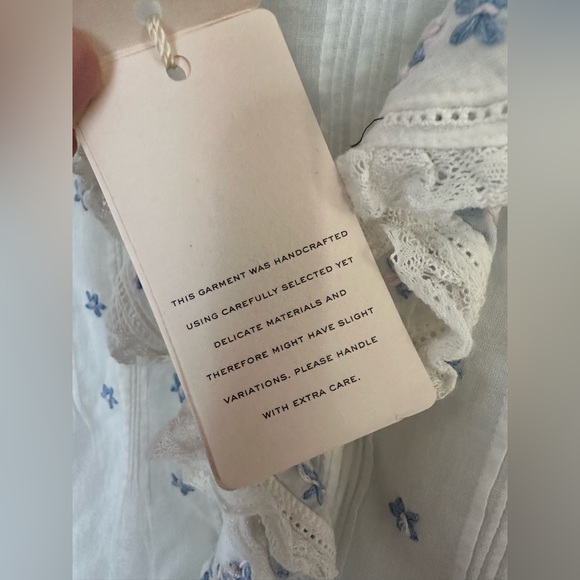 THIS GARMENT WAS HANDCRAFTED
USING CAREFULLY SELECTED YET
DELICATE MATERIALS AND
THEREFORE MIGHT HAVE SLIGHT
VARIATIONS. PLEASE HANDLE
WITH EXTRA CARE.